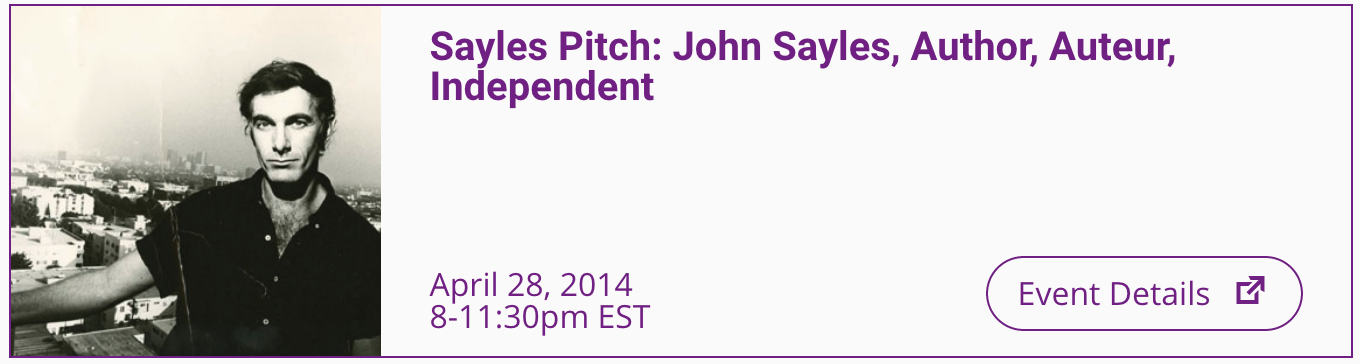 Sayles Pitch: John Sayles, Author, Auteur,
Independent
April 28, 2014
8-11:30pm EST
Event Details